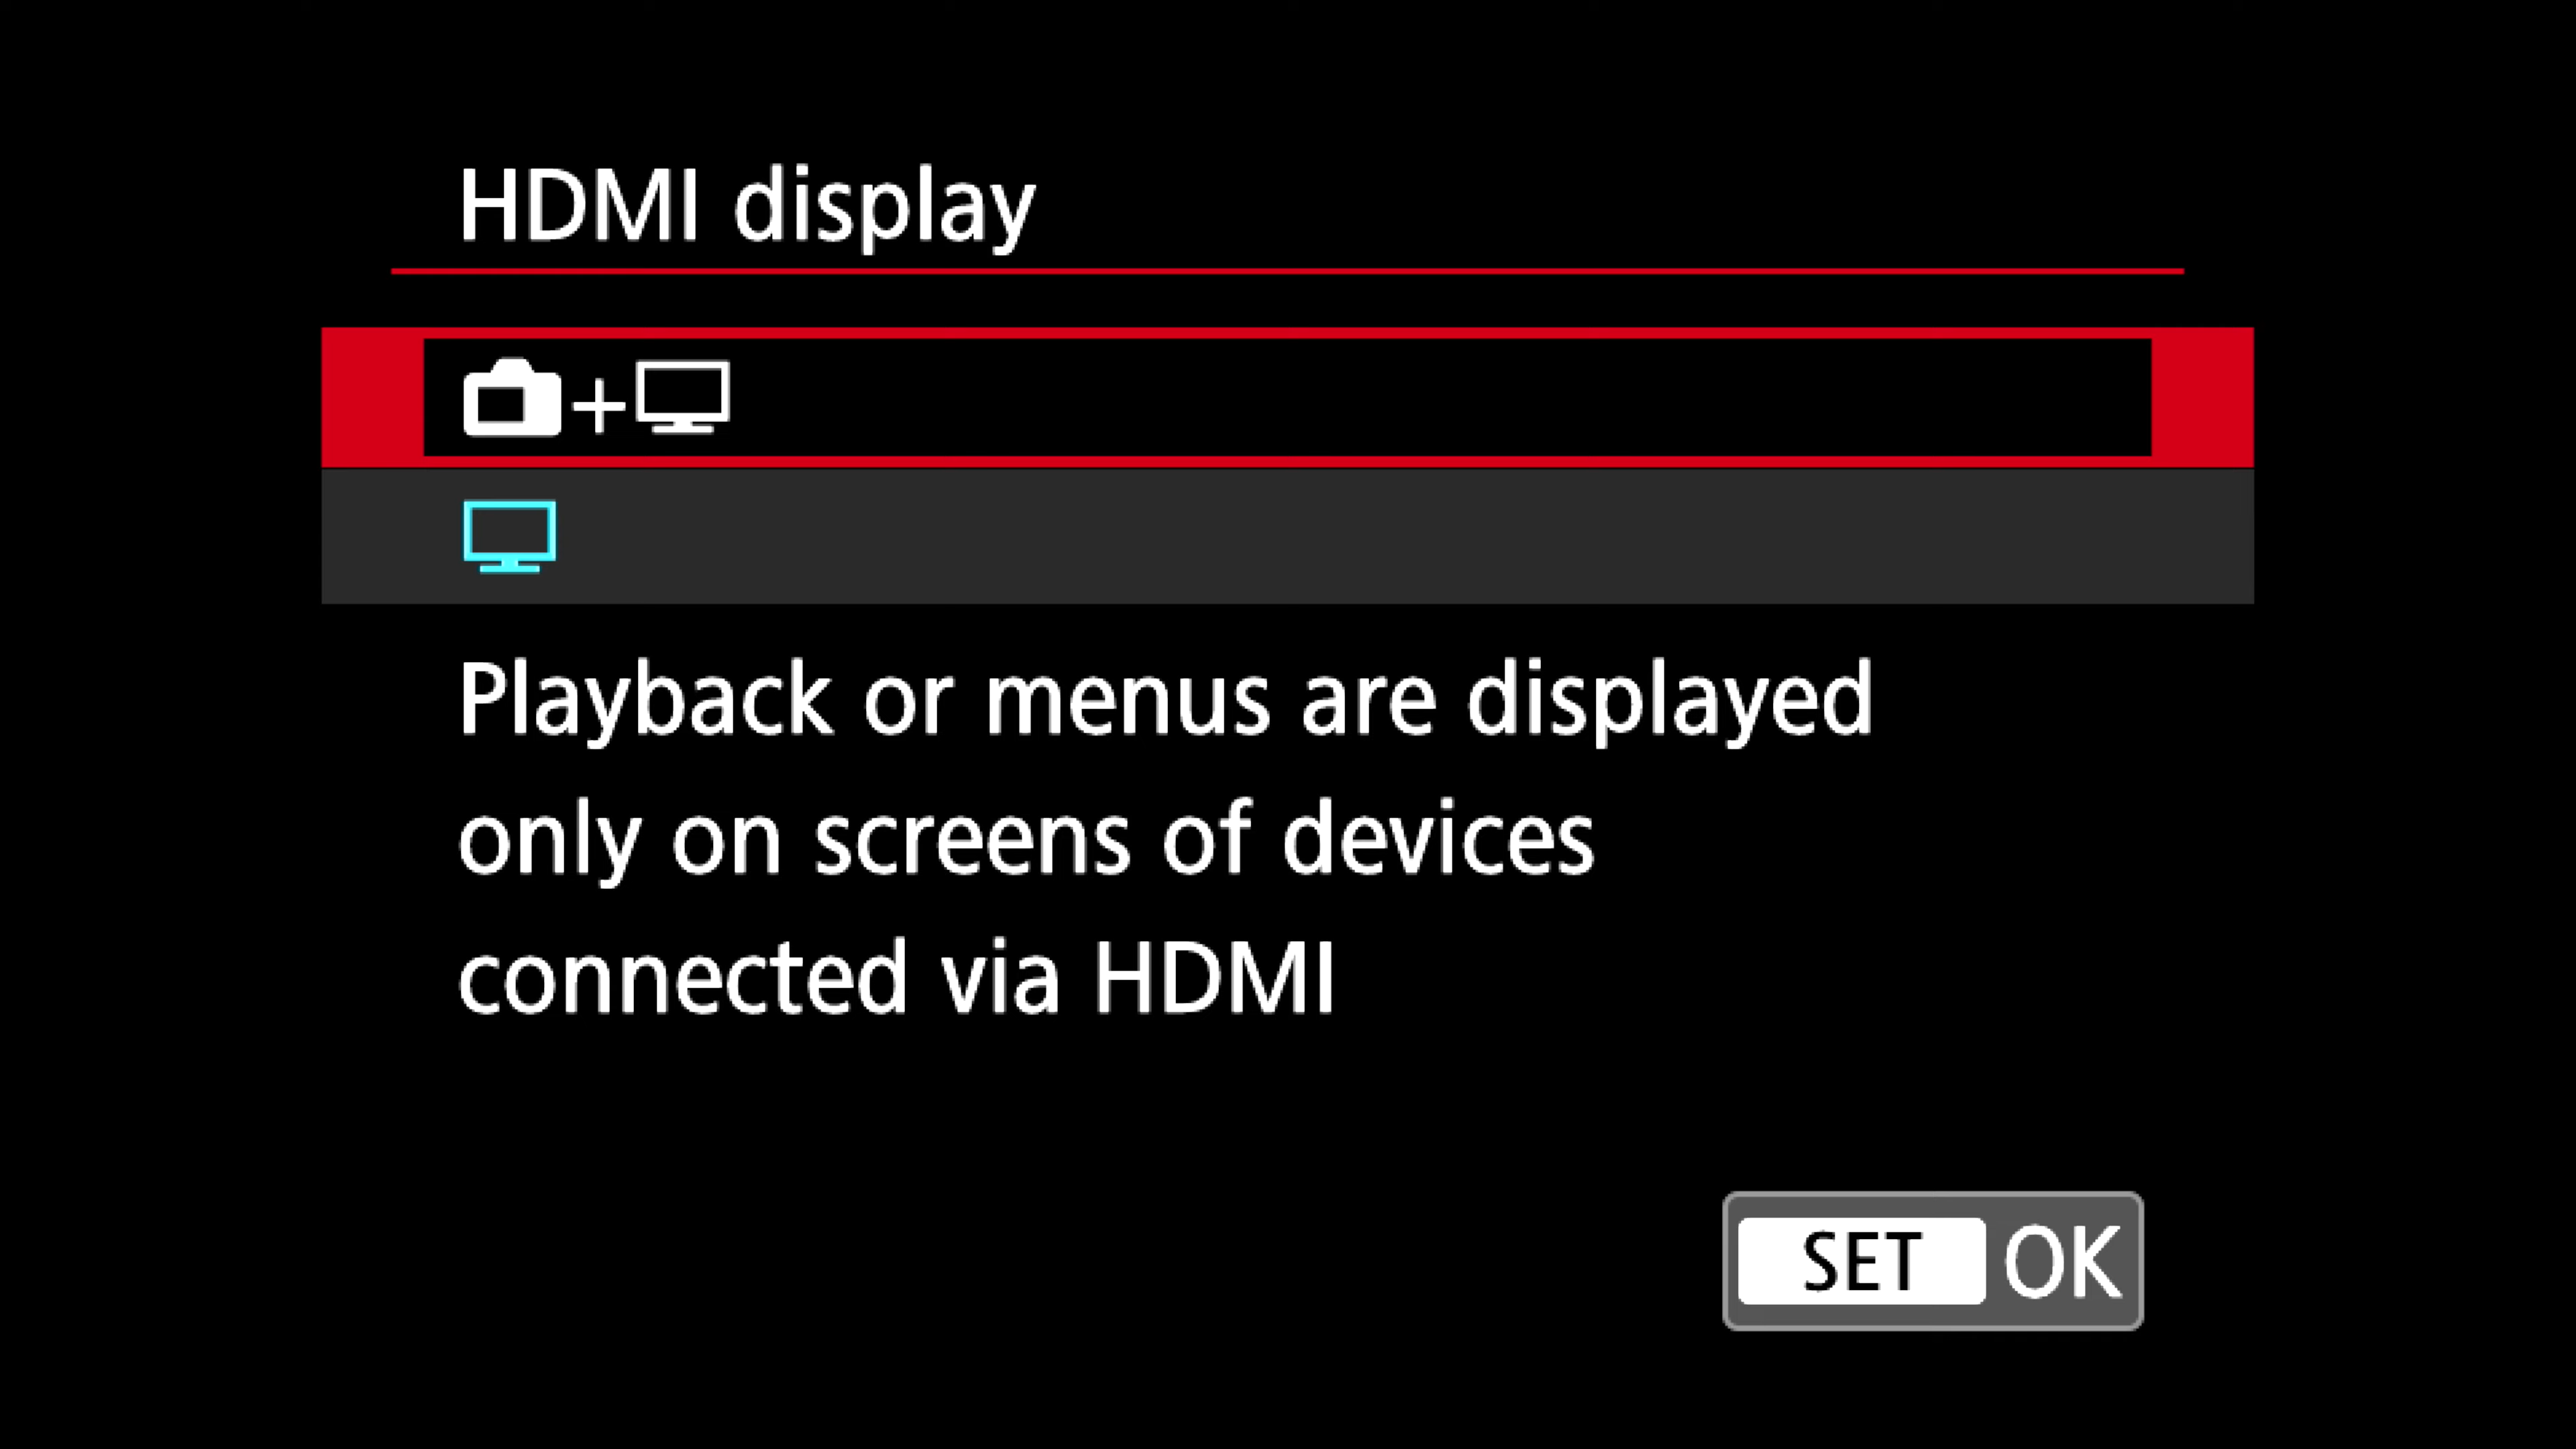 HDMI display
+
Playback or menus are displayed
only on screens of devices
connected via HDMI
SET OK